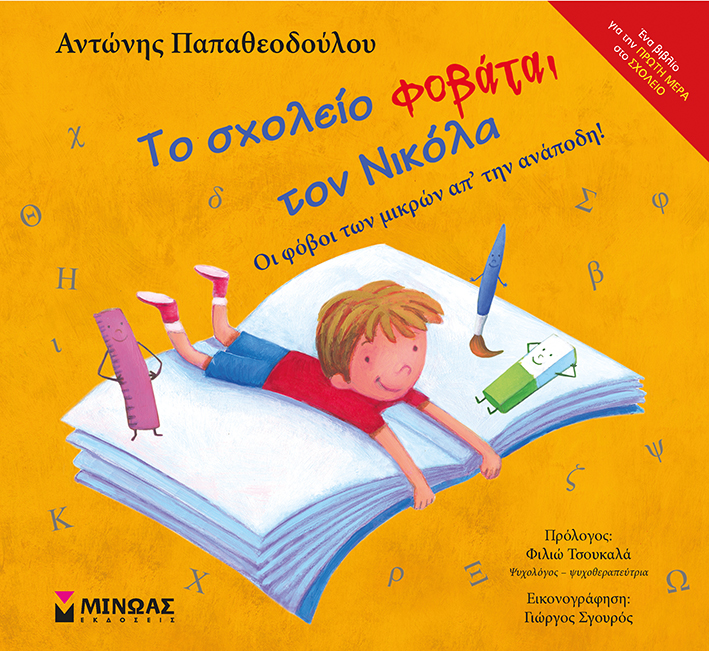 Αντώνης Παπαθεοδούλου
Ένα βιβλίο
για την ΠΡΩΤΗ ΜΕΡΑ
στο ΣΧΟΛΕΙΟ
Το σχολείο φοβάται
τον Νικόλα
Οι φόβοι των μικρών απ' την ανάποδη!
χ
δ
Θ
Σ
φ
Η
β
ι
ζ
ψ
Κ
Χ
ρ
Ξ
Ω
Πρόλογος:
Φιλιώ Τσουκαλά
Ψυχολόγος – ψυχοθεραπεύτρια
Εικονογράφηση:
Γιώργος Σγουρός
ΜΙΝΩΑΣ
ΕΚΔΟΣΕΙΣ